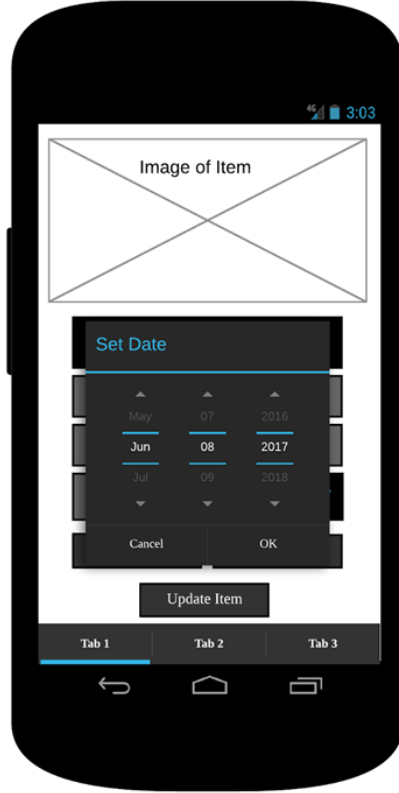 4G 3:03
Image of Item
Set Date
May 07 2016
Jun 08 2017
Jul 09 2018
Cancel OK
Update Item
Tab 1 Tab 2 Tab 3